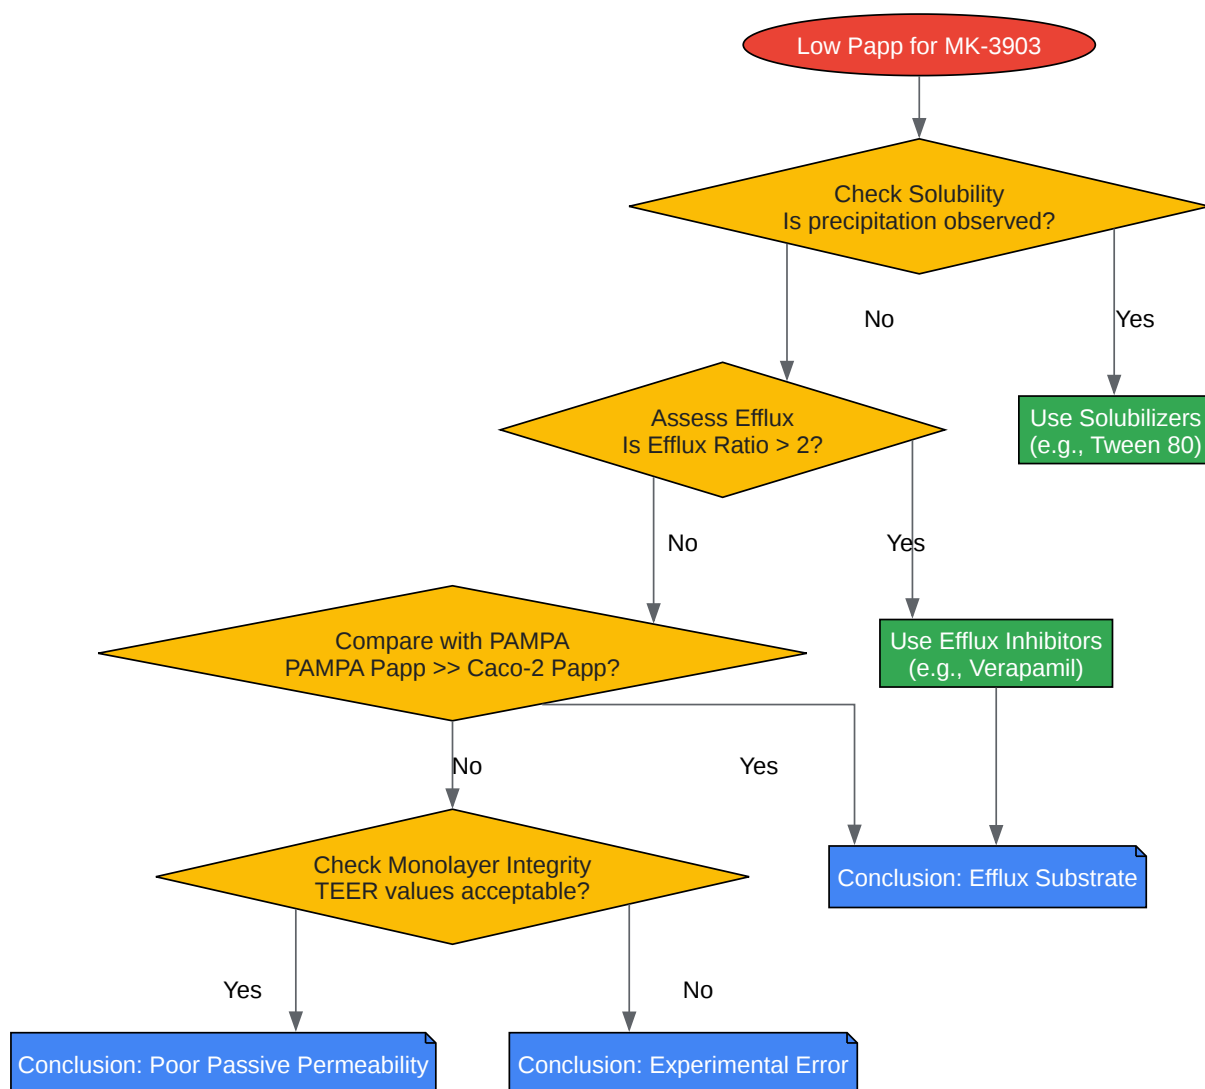 Low Papp for MK-3903
Check Solubility
Is precipitation observed?
No
Yes
Assess Efflux
Is Efflux Ratio > 2?
Use Solubilizers
(e.g., Tween 80)
No
Yes
Compare with PAMPA
PAMPA Papp >> Caco-2 Papp?
Use Efflux Inhibitors
(e.g., Verapamil)
No
Yes
Check Monolayer Integrity
TEER values acceptable?
Conclusion: Efflux Substrate
Yes
No
Conclusion: Poor Passive Permeability
Conclusion: Experimental Error